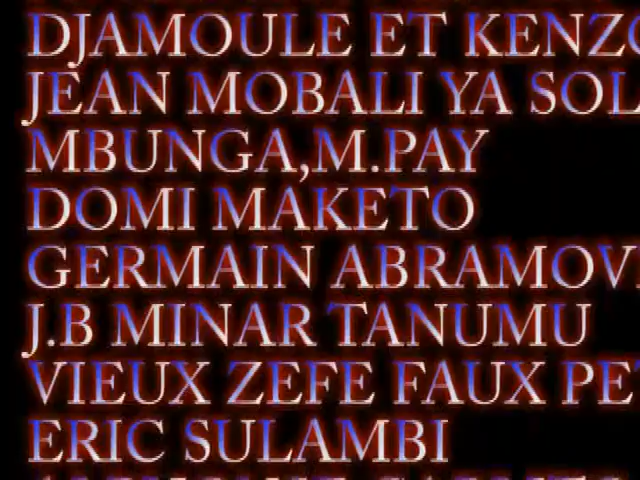 DJAMOULE ET KENZO
JEAN MOBALI YA SOL
MBUNGA,M.PAY
DOMI MAKETO
GERMAIN ABRAMOV
J.B MINAR TANUMU
VIEUX ZEFE FAUX PE
ERIC SULAMBI